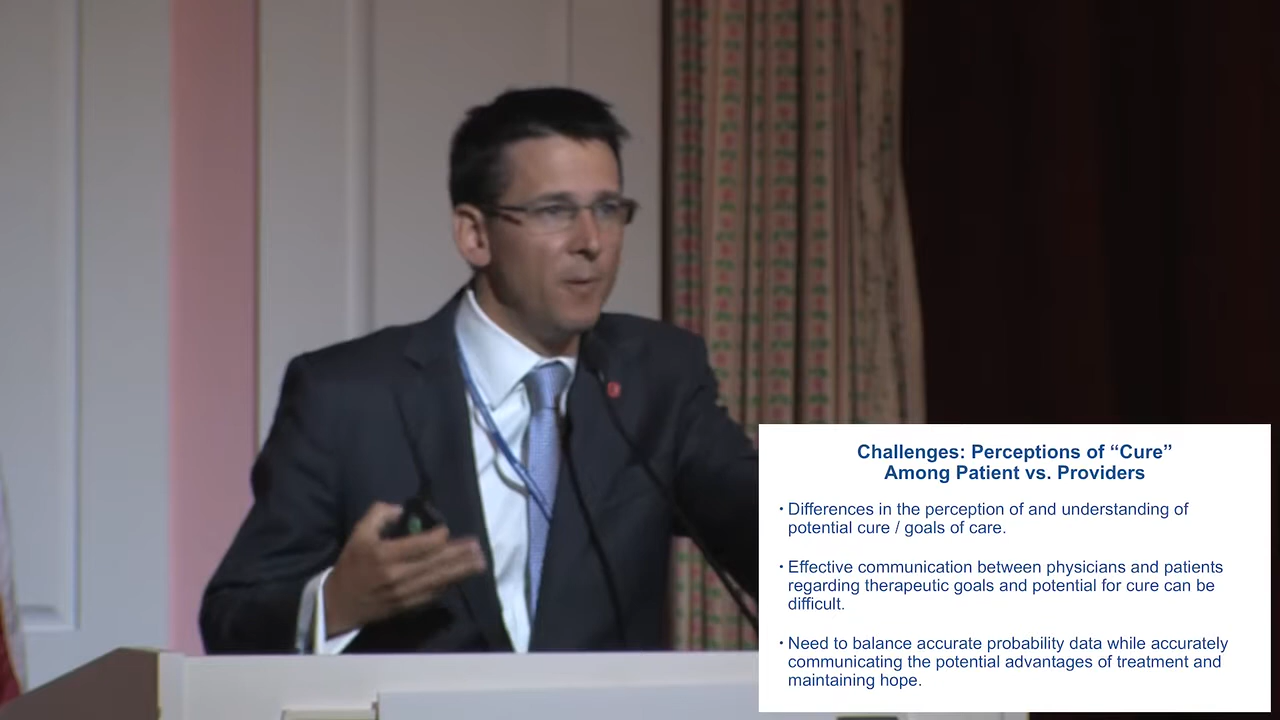 Challenges: Perceptions of “Cure”
Among Patient vs. Providers
• Differences in the perception of and understanding of
potential cure / goals of care.
• Effective communication between physicians and patients
regarding therapeutic goals and potential for cure can be
difficult.
• Need to balance accurate probability data while accurately
communicating the potential advantages of treatment and
maintaining hope.